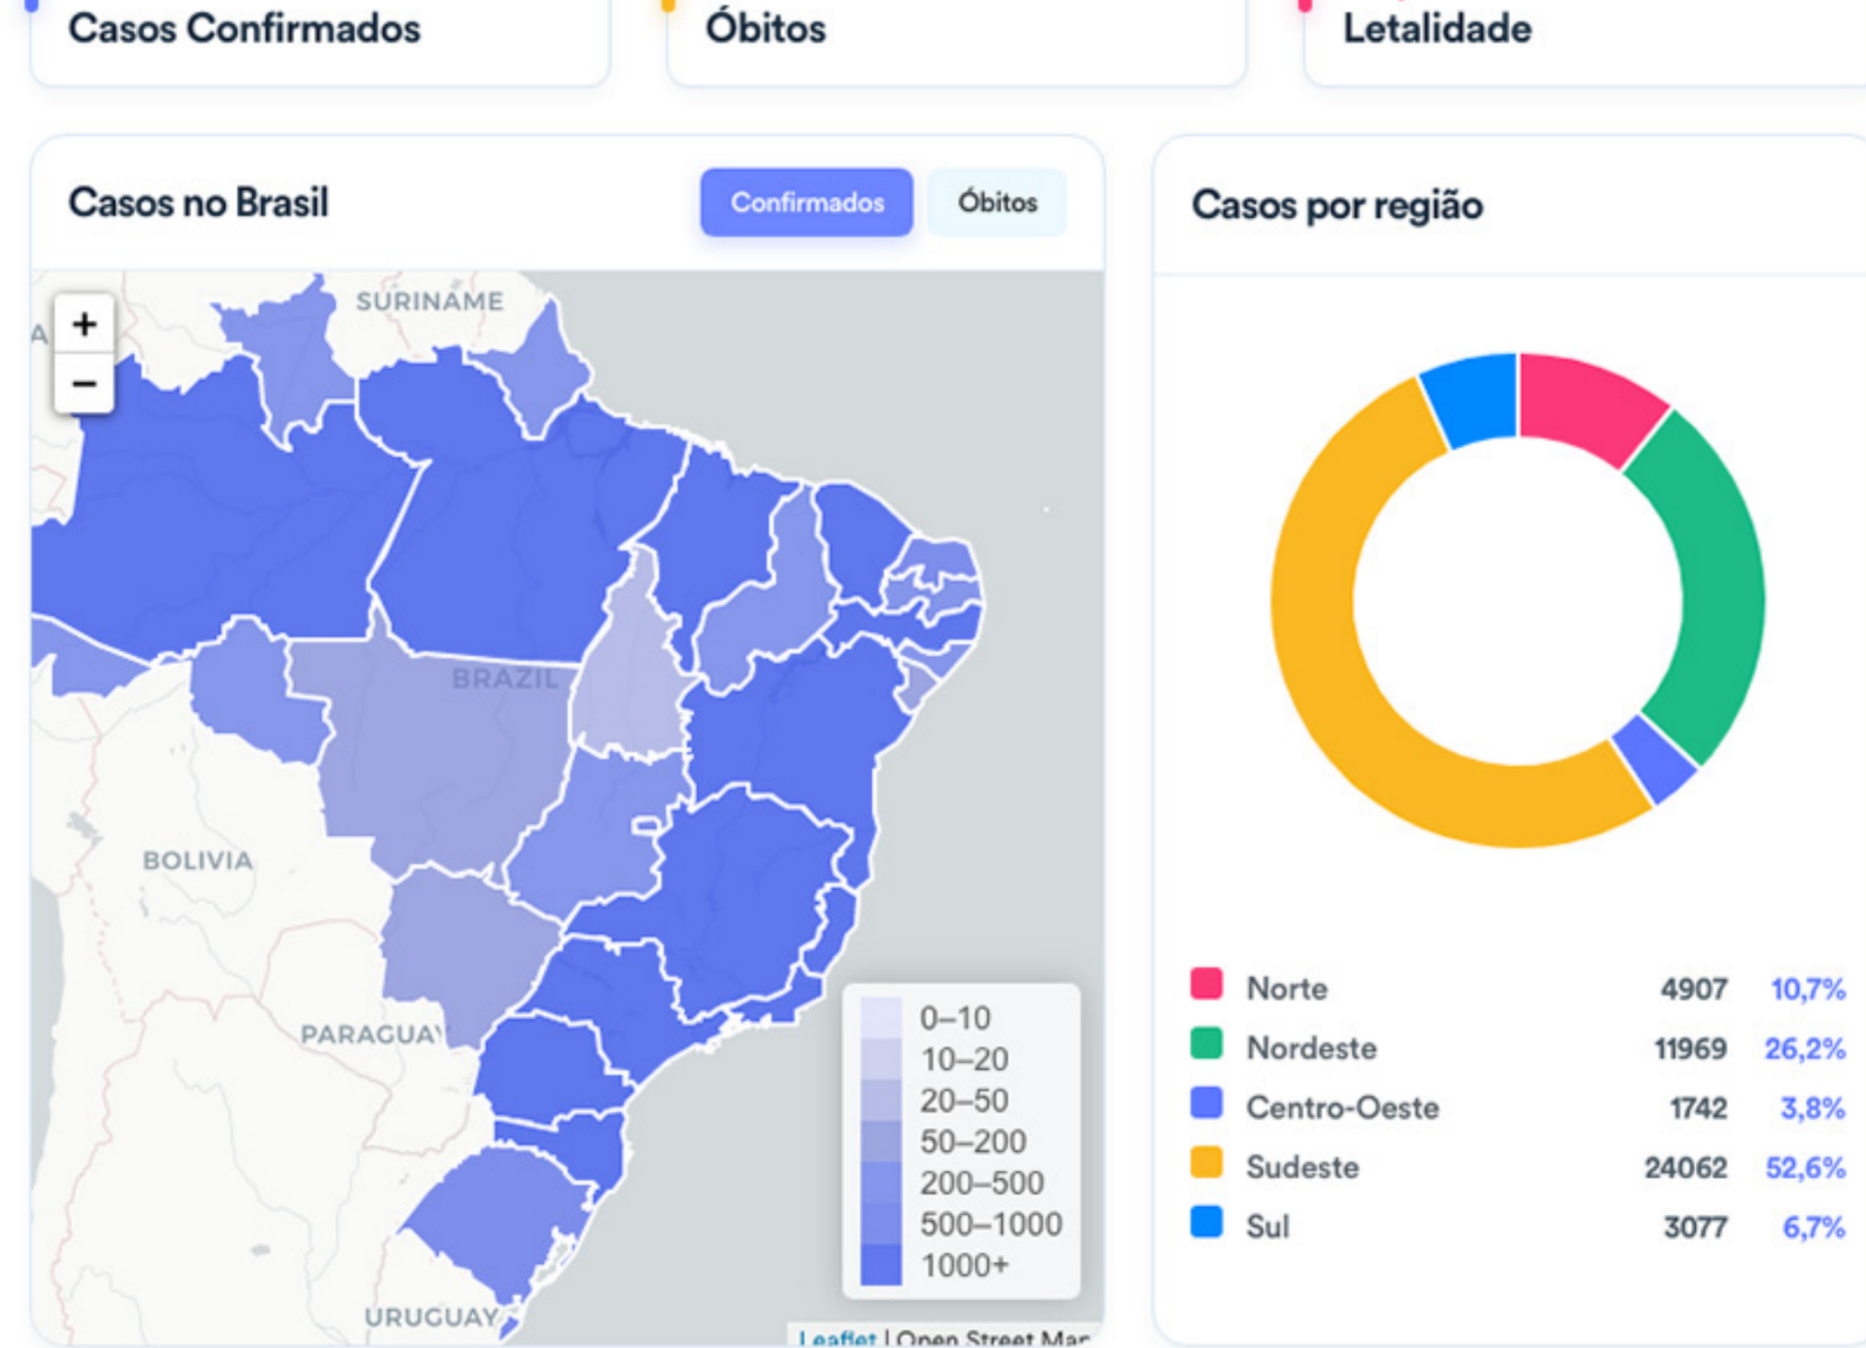 Casos Confirmados
Óbitos
Letalidade
Casos no Brasil
Confirmados
Óbitos
+
−
A
SURINAME
BRAZIL
BOLIVIA
PARAGUAY
URUGUAY
0–10
10–20
20–50
50–200
200–500
500–1000
1000+
Leaflet | Open Street Map
Casos por região
Norte 4907 10,7%
Nordeste 11969 26,2%
Centro-Oeste 1742 3,8%
Sudeste 24062 52,6%
Sul 3077 6,7%